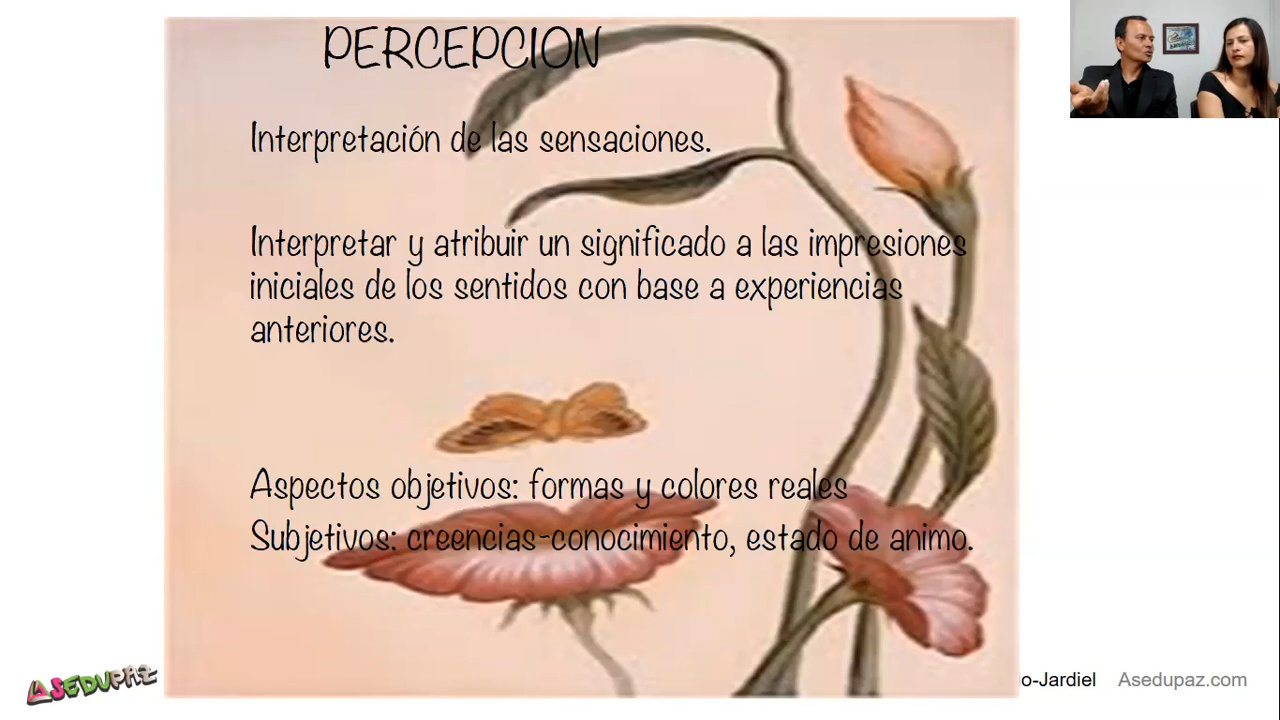 PERCEPCION
Interpretación de las sensaciones.
Interpretar y atribuir un significado a las impresiones
iniciales de los sentidos con base a experiencias
anteriores.
Aspectos objetivos: formas y colores reales
Subjetivos: creencias-conocimiento, estado de animo.
ASEDUPAZ
io-Jardiel Asedupaz.com